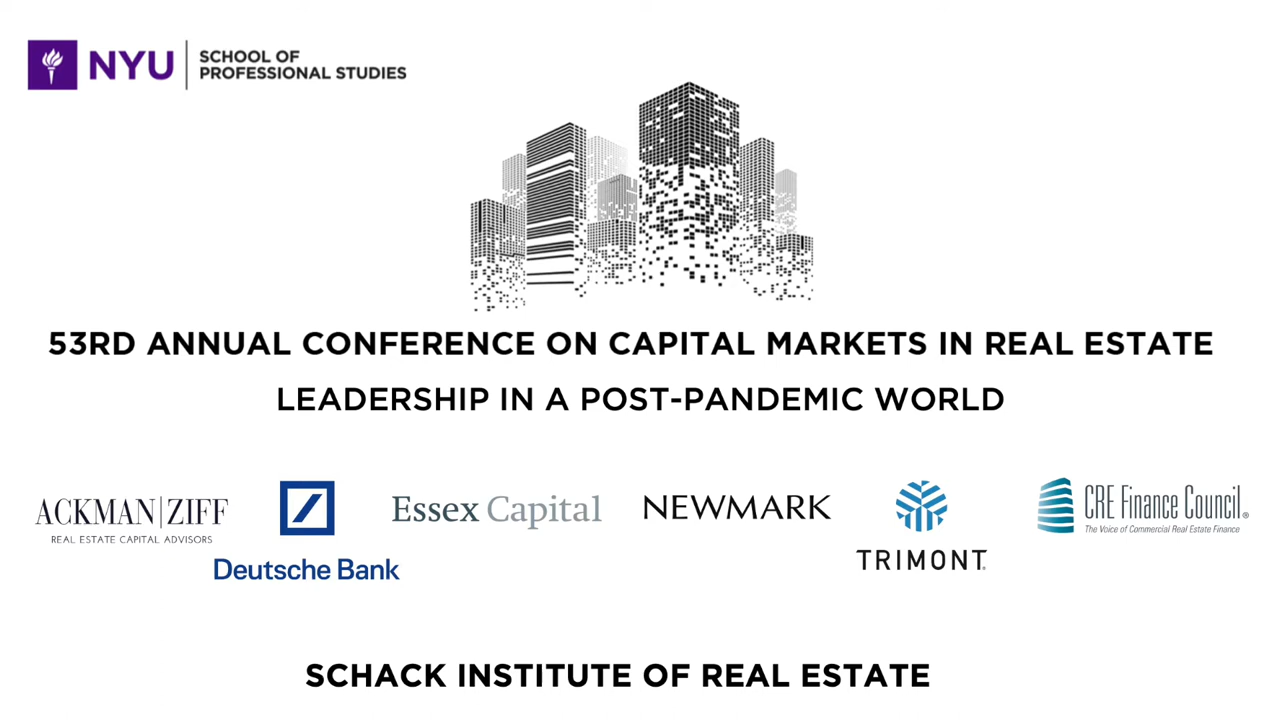 NYU
SCHOOL OF
PROFESSIONAL STUDIES
53RD ANNUAL CONFERENCE ON CAPITAL MARKETS IN REAL ESTATE
LEADERSHIP IN A POST-PANDEMIC WORLD
ACKMAN|ZIFF
REAL ESTATE CAPITAL ADVISORS
Deutsche Bank
Essex Capital
NEWMARK
TRIMONT®
CRE Finance Council®
The Voice of Commercial Real Estate Finance
SCHACK INSTITUTE OF REAL ESTATE